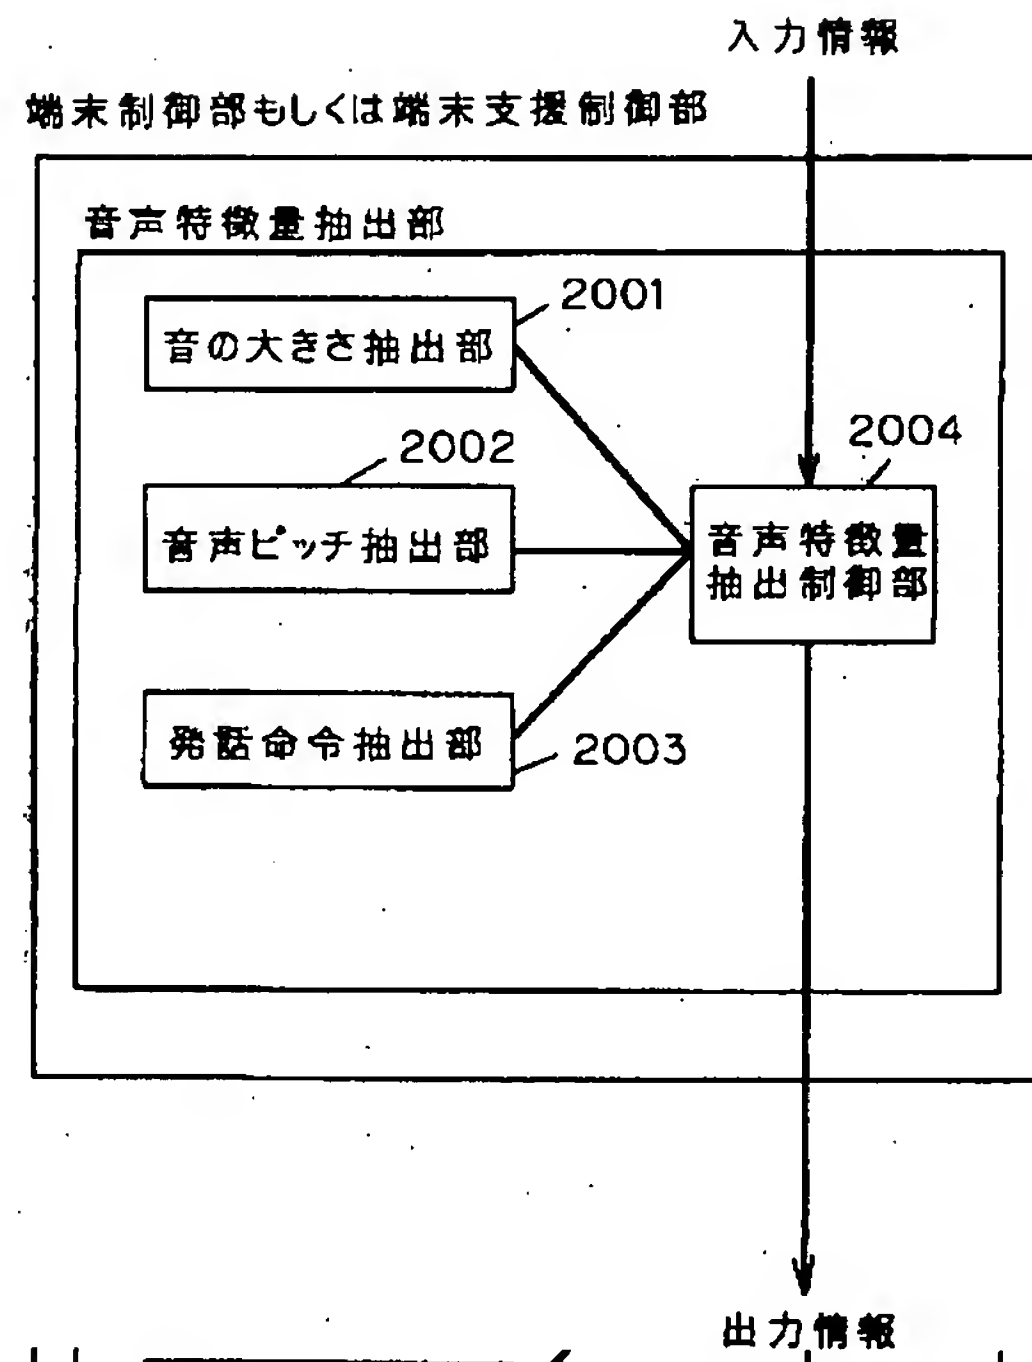 入力情報
端末制御部もしくは端末支援制御部
音声特徴量抽出部
2001
音の大きさ抽出部
2002
音声ピッチ抽出部
2004
音声特徴量
抽出制御部
発話命令抽出部
2003
出力情報